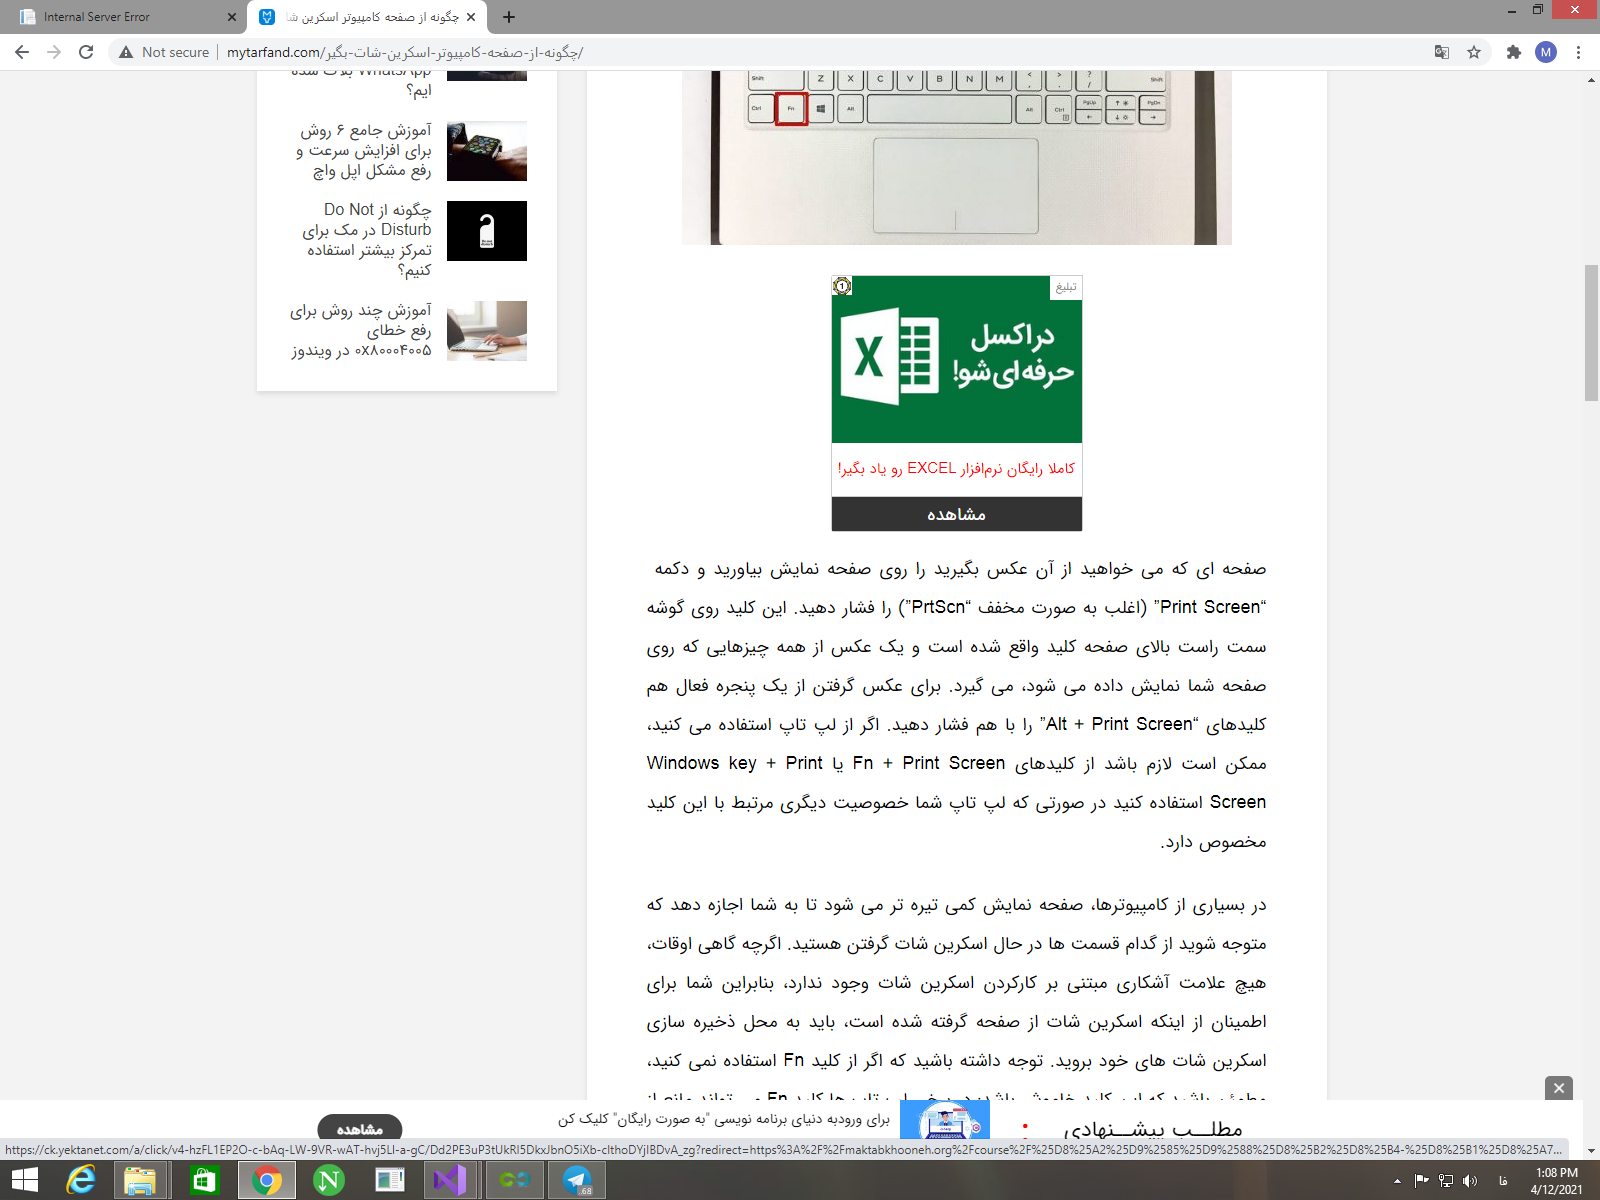 Internal Server Error
چگونه از صفحه کامپیوتر اسکرین شا
Not secure
mytarfand.com/چگونه-از-صفحه-کامپیوتر-اسکرین-شات-بگیر/
M
WhatsApp بلاک شده
ایم؟
آموزش جامع ۶ روش
برای افزایش سرعت و
رفع مشکل اپل واچ
چگونه از Do Not
Disturb در مک برای
تمرکز بیشتر استفاده
کنیم؟
آموزش چند روش برای
رفع خطای
0x80004005 در ویندوز
Shift Z X C V B N M < , > . ? / Shift
Ctrl Fn Alt Alt Ctrl PgUp PgDn
تبلیغ
در اکسل
حرفه‌ای شو!
X
کاملا رایگان نرم‌افزار EXCEL رو یاد بگیر!
مشاهده
صفحه ای که می خواهید از آن عکس بگیرید را روی صفحه نمایش بیاورید و دکمه
“Print Screen” (اغلب به صورت مخفف “PrtScn”) را فشار دهید. این کلید روی گوشه
سمت راست بالای صفحه کلید واقع شده است و یک عکس از همه چیزهایی که روی
صفحه شما نمایش داده می شود، می گیرد. برای عکس گرفتن از یک پنجره فعال هم
کلیدهای “Alt + Print Screen” را با هم فشار دهید. اگر از لپ تاپ استفاده می کنید،
ممکن است لازم باشد از کلیدهای Fn + Print Screen یا Windows key + Print
Screen استفاده کنید در صورتی که لپ تاپ شما خصوصیت دیگری مرتبط با این کلید
مخصوص دارد.
در بسیاری از کامپیوترها، صفحه نمایش کمی تیره تر می شود تا به شما اجازه دهد که
متوجه شوید از گدام قسمت ها در حال اسکرین شات گرفتن هستید. اگرچه گاهی اوقات،
هیچ علامت آشکاری مبتنی بر کارکردن اسکرین شات وجود ندارد، بنابراین شما برای
اطمینان از اینکه اسکرین شات از صفحه گرفته شده است، باید به محل ذخیره سازی
اسکرین شات های خود بروید. توجه داشته باشید که اگر از کلید Fn استفاده نمی کنید،
برای ورودبه دنیای برنامه نویسی "به صورت رایگان" کلیک کن
مشاهده
مطلـــب پیشـــنهادی
https://ck.yektanet.com/a/click/v4-hzFL1EP2O-c-bAq-LW-9VR-wAT-hvj5LI-a-gC/Dd2PE3uP3tUkRI5DkxJbnO5iXb-clthoDYjIBDvA_zg?redirect=https%3A%2F%2Fmaktabkhooneh.org%2Fcourse%2F%25D8%25A2%25D9%2585%25D9%2588%25D8%25B2%25D8%25B4-%25D8%25B1%25D8%25A7...
.68
فا
1:08 PM
4/12/2021